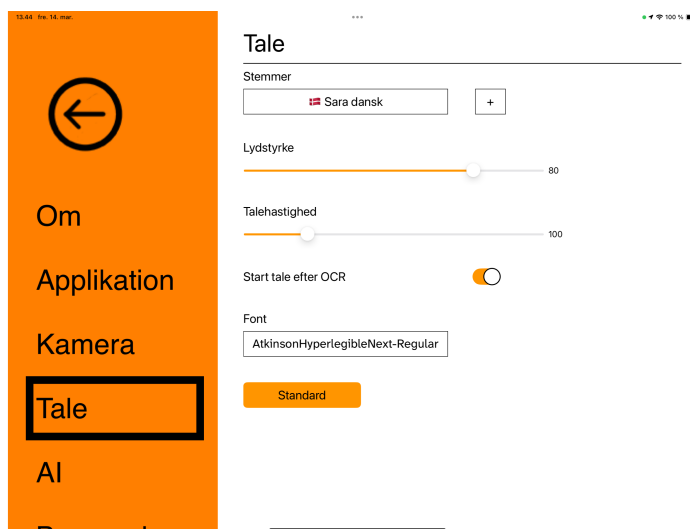 13.44 fre. 14. mar.
100 %
Tale
Stemmer
🇩🇰 Sara dansk
+
Lydstyrke
80
Talehastighed
100
Start tale efter OCR
Font
AtkinsonHyperlegibleNext-Regular
Standard
Om
Applikation
Kamera
Tale
AI